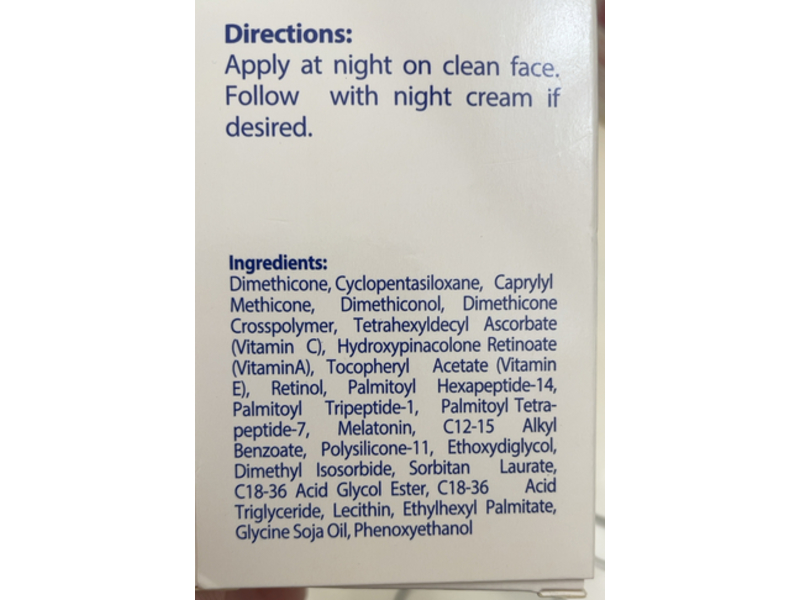 Directions:
Apply at night on clean face.
Follow with night cream if
desired.
Ingredients:
Dimethicone, Cyclopentasiloxane, Caprylyl
Methicone, Dimethiconol, Dimethicone
Crosspolymer, Tetrahexyldecyl Ascorbate
(Vitamin C), Hydroxypinacolone Retinoate
(VitaminA), Tocopheryl Acetate (Vitamin
E), Retinol, Palmitoyl Hexapeptide-14,
Palmitoyl Tripeptide-1, Palmitoyl Tetra-
peptide-7, Melatonin, C12-15 Alkyl
Benzoate, Polysilicone-11, Ethoxydiglycol,
Dimethyl Isosorbide, Sorbitan Laurate,
C18-36 Acid Glycol Ester, C18-36 Acid
Triglyceride, Lecithin, Ethylhexyl Palmitate,
Glycine Soja Oil, Phenoxyethanol